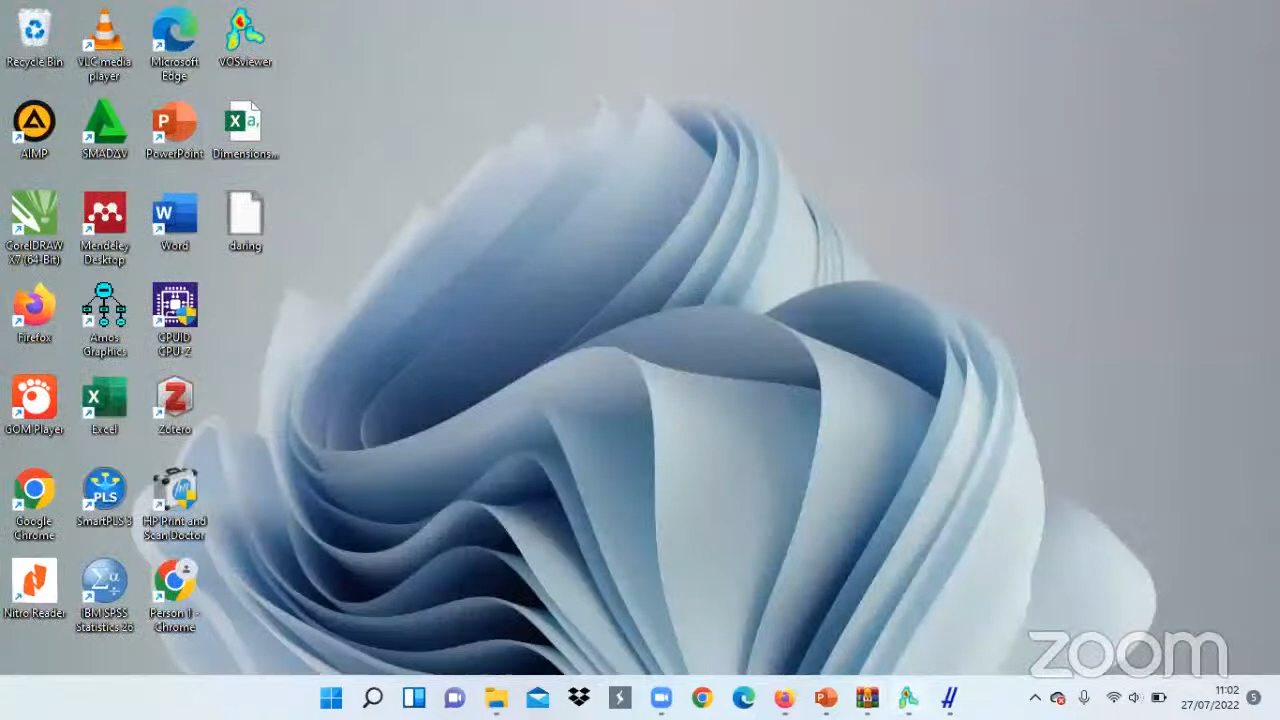 Recycle Bin
VLC media
player
Microsoft
Edge
VOSviewer
AIMP
SMADAV
PowerPoint
Dimensions...
CorelDRAW
X7 (64-Bit)
Mendeley
Desktop
Word
daring
Firefox
Amos
Graphics
CPUID
CPU-Z
GOM Player
Excel
Zotero
Google
Chrome
SmartPLS 3
HP Print and
Scan Doctor
Nitro Reader
IBM SPSS
Statistics 26
Person 1 -
Chrome
zoom
11:02
27/07/2022
5